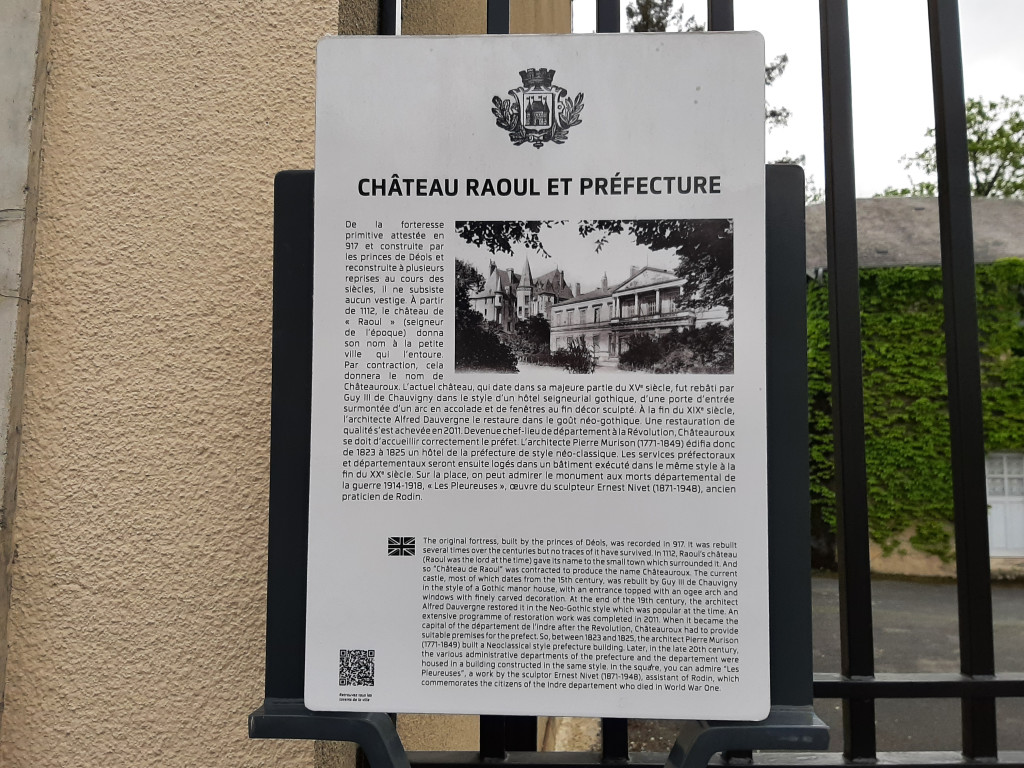 CHÂTEAU RAOUL ET PRÉFECTURE
De la forteresse
primitive attestée en
917 et construite par
les princes de Déols et
reconstruite à plusieurs
reprises au cours des
siècles, il ne subsiste
aucun vestige. À partir
de 1112, le château de
« Raoul » (seigneur
de l'époque) donna
son nom à la petite
ville qui l'entoure.
Par contraction, cela
donnera le nom de
Châteauroux. L'actuel château, qui date dans sa majeure partie du XVᵉ siècle, fut rebâti par
Guy III de Chauvigny dans le style d'un hôtel seigneurial gothique, d'une porte d'entrée
surmontée d'un arc en accolade et de fenêtres au fin décor sculpté. À la fin du XIXᵉ siècle,
l'architecte Alfred Dauvergne le restaure dans le goût néo-gothique. Une restauration de
qualité s'est achevée en 2011. Devenue chef-lieu de département à la Révolution, Châteauroux
se doit d'accueillir correctement le préfet. L'architecte Pierre Murison (1771-1849) édifia donc
de 1823 à 1825 un hôtel de la préfecture de style néo-classique. Les services préfectoraux
et départementaux seront ensuite logés dans un bâtiment exécuté dans le même style à la
fin du XXᵉ siècle. Sur la place, on peut admirer le monument aux morts départemental de
la guerre 1914-1918, « Les Pleureuses », œuvre du sculpteur Ernest Nivet (1871-1948), ancien
praticien de Rodin.
The original fortress, built by the princes of Déols, was recorded in 917. It was rebuilt
several times over the centuries but no traces of it have survived. In 1112, Raoul's château
(Raoul was the lord at the time) gave its name to the small town which surrounded it. And
so "Château de Raoul" was contracted to produce the name Châteauroux. The current
castle, most of which dates from the 15th century, was rebuilt by Guy III de Chauvigny
in the style of a Gothic manor house, with an entrance topped with an ogee arch and
windows with finely carved decoration. At the end of the 19th century, the architect
Alfred Dauvergne restored it in the Neo-Gothic style which was popular at the time. An
extensive programme of restoration work was completed in 2011. When it became the
capital of the département de l'indre after the Revolution, Châteauroux had to provide
suitable premises for the prefect. So, between 1823 and 1825, the architect Pierre Murison
(1771-1849) built a Neoclassical style prefecture building. Later, in the late 20th century,
the various administrative departments of the prefecture and the departement were
housed in a building constructed in the same style. In the square, you can admire "Les
Pleureuses", a work by the sculptor Ernest Nivet (1871-1948), assistant of Rodin, which
commemorates the citizens of the Indre departement who died in World War One.
Retrouvez tous les
de la ville